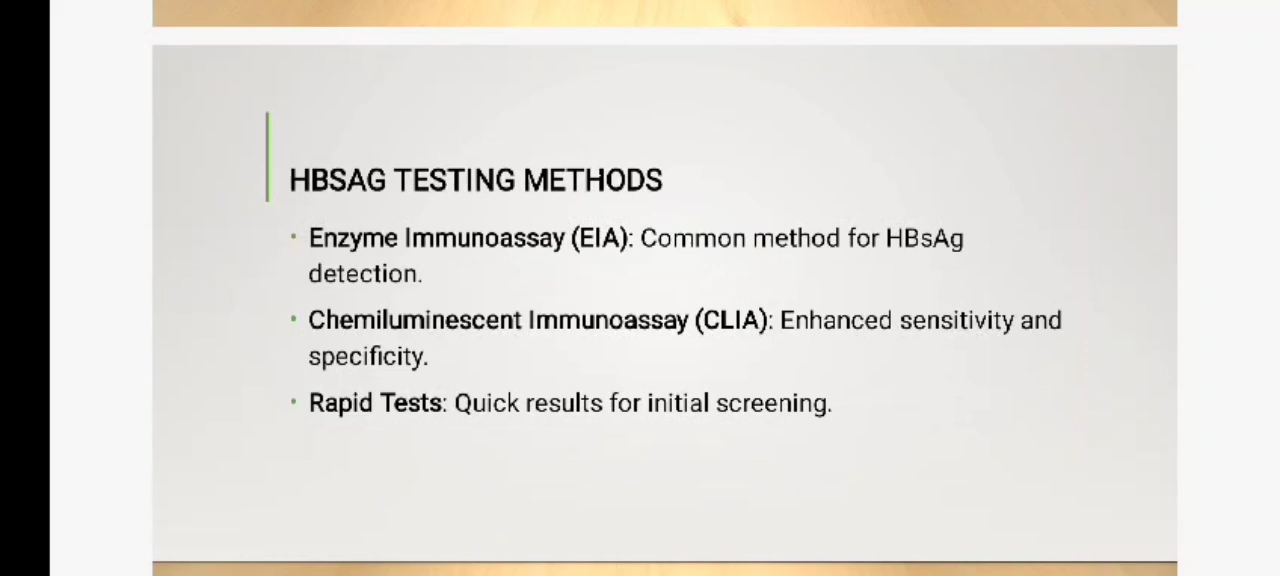 HBSAG TESTING METHODS
• Enzyme Immunoassay (EIA): Common method for HBsAg
detection.
• Chemiluminescent Immunoassay (CLIA): Enhanced sensitivity and
specificity.
• Rapid Tests: Quick results for initial screening.